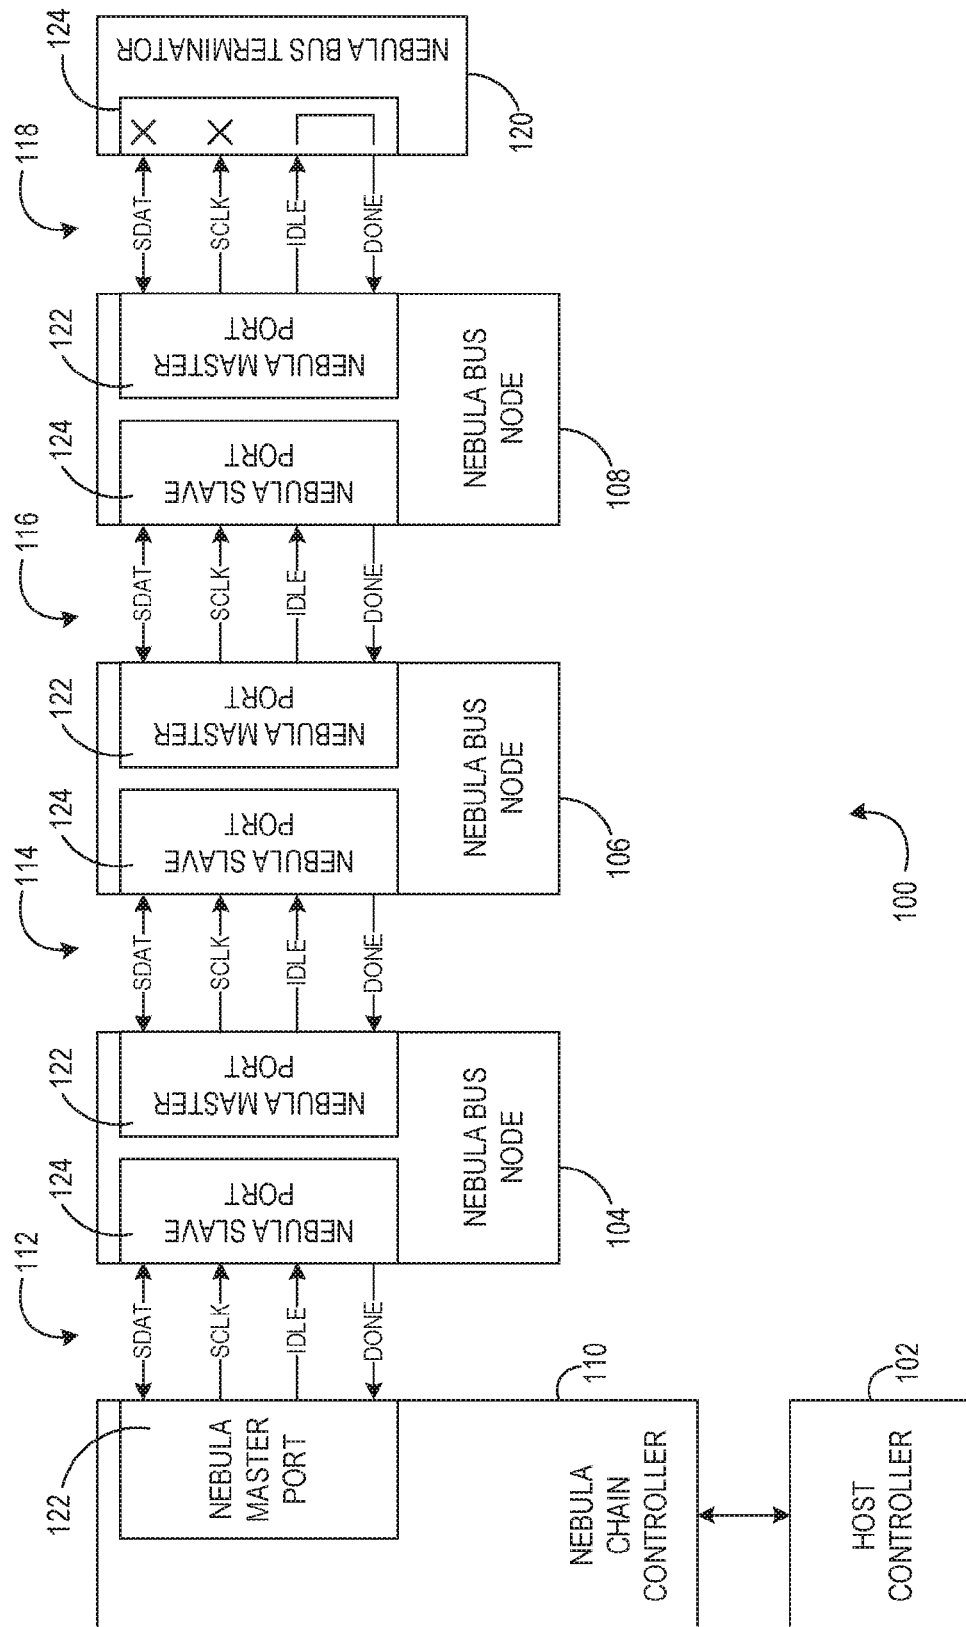 122
NEBULA
MASTER
PORT
NEBULA
CHAIN
CONTROLLER
110
HOST
CONTROLLER
102
112
SDAT
SCLK
IDLE
DONE
124
NEBULA SLAVE
PORT
122
NEBULA MASTER
PORT
NEBULA BUS
NODE
104
114
SDAT
SCLK
IDLE
DONE
124
NEBULA SLAVE
PORT
122
NEBULA MASTER
PORT
NEBULA BUS
NODE
106
116
SDAT
SCLK
IDLE
DONE
124
NEBULA SLAVE
PORT
122
NEBULA MASTER
PORT
NEBULA BUS
NODE
108
118
SDAT
SCLK
IDLE
DONE
124
NEBULA BUS TERMINATOR
120
100